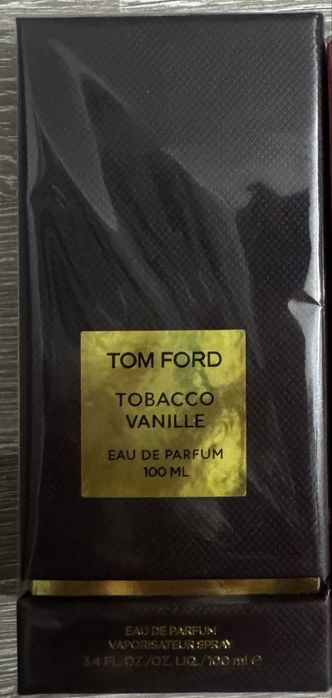 TOM FORD
TOBACCO
VANILLE
EAU DE PARFUM
100 ML
EAU DE PARFUM
VAPORISATEUR SPRAY
3.4 FL. OZ/OZ. LIQ./100 ml ℮